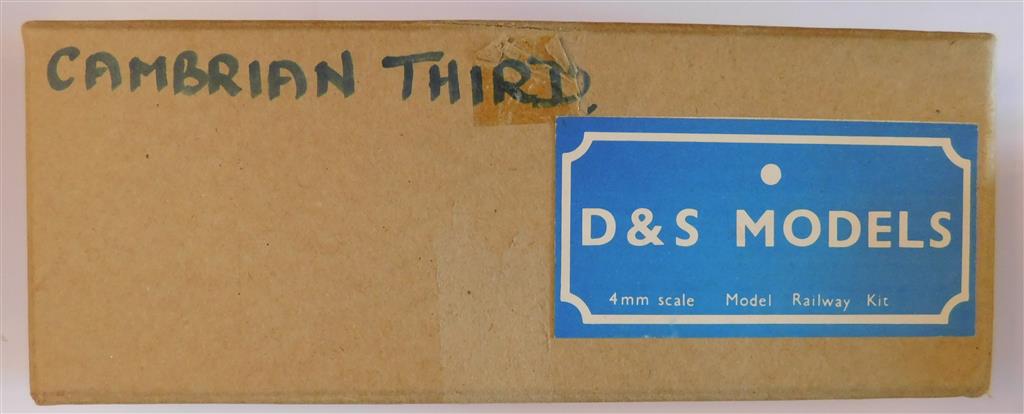 CAMBRIAN THIRD.
D&S MODELS
4mm scale Model Railway Kit